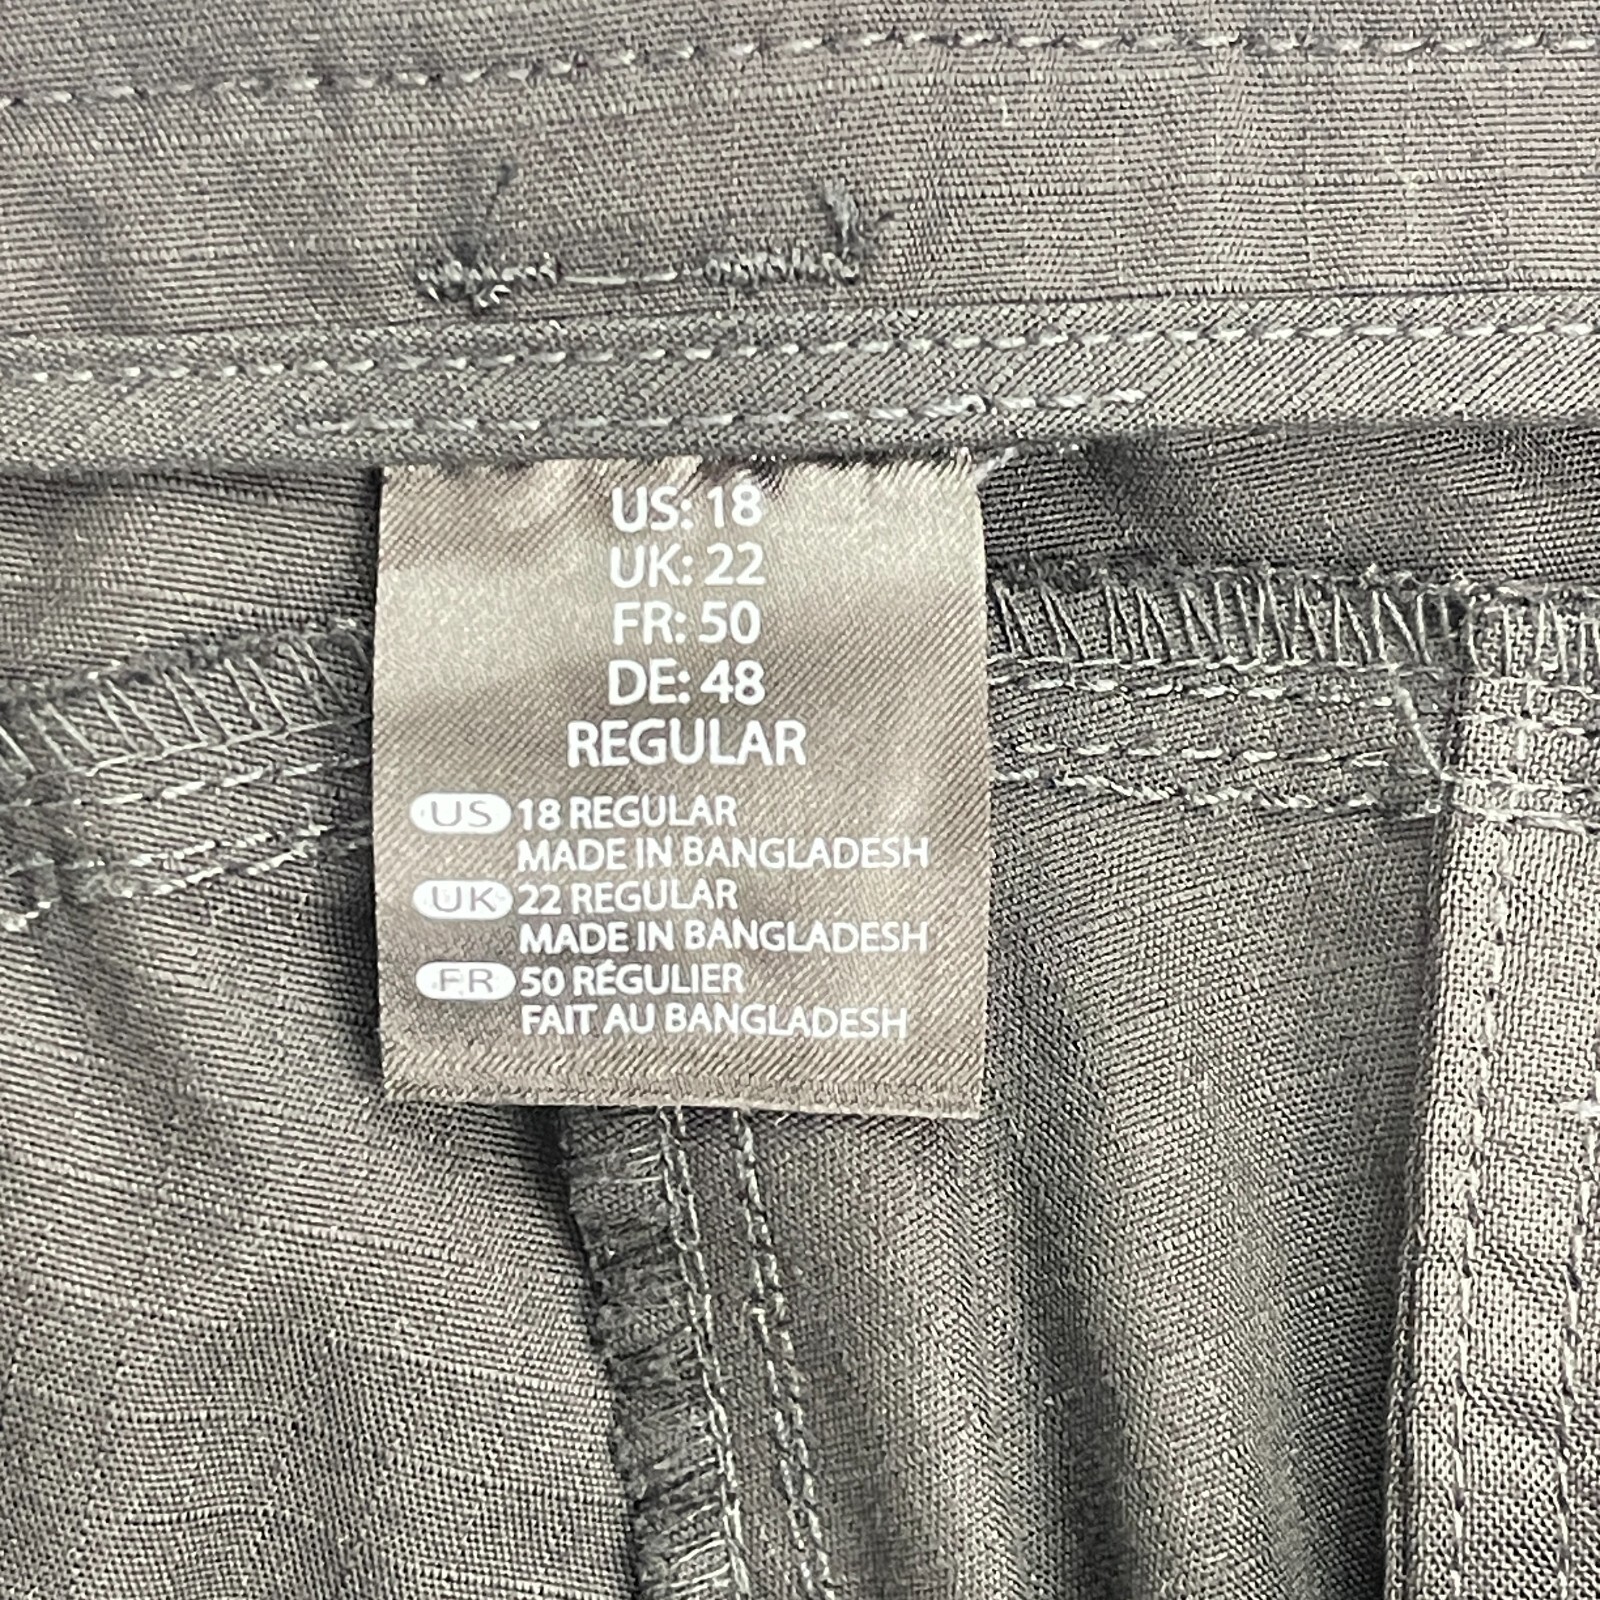 US: 18
UK: 22
FR: 50
DE: 48
REGULAR
US 18 REGULAR
MADE IN BANGLADESH
UK 22 REGULAR
MADE IN BANGLADESH
FR 50 RÉGULIER
FAIT AU BANGLADESH